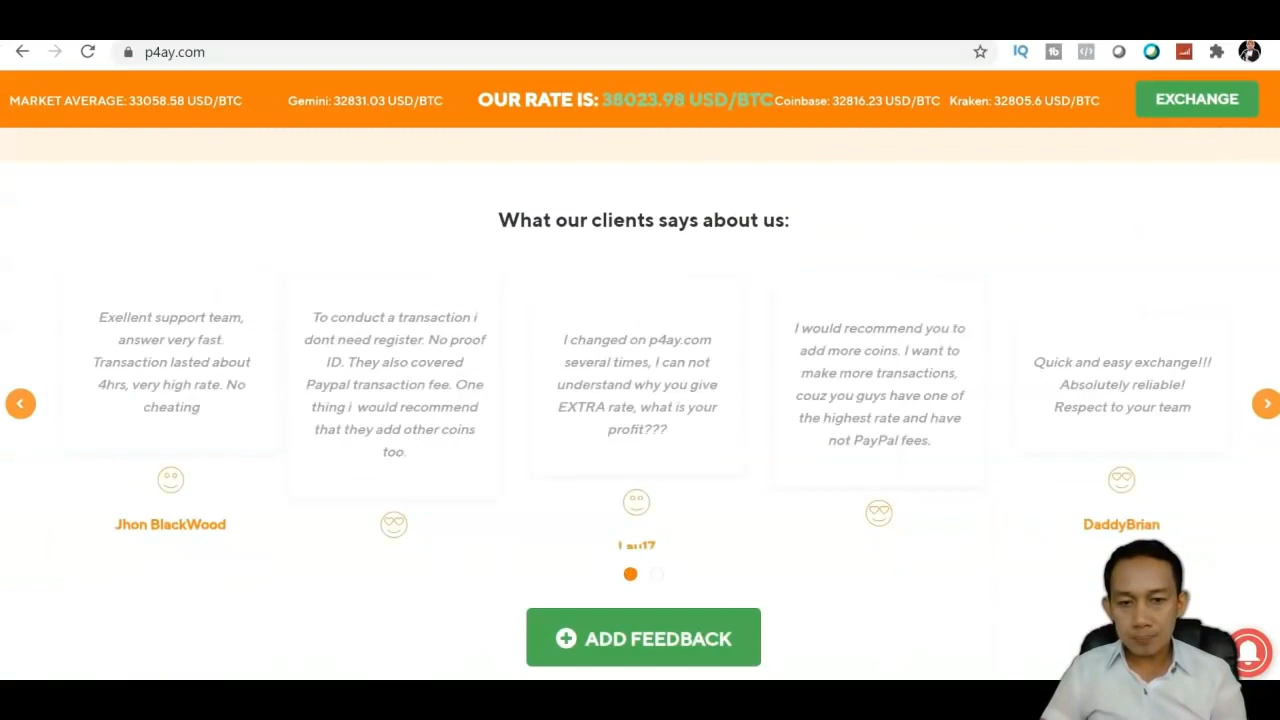 p4ay.com
IQ
MARKET AVERAGE: 33058.58 USD/BTC
Gemini: 32831.03 USD/BTC
OUR RATE IS: 38023.98 USD/BTC
Coinbase: 32816.23 USD/BTC
Kraken: 32805.6 USD/BTC
EXCHANGE
What our clients says about us:
Exellent support team,
answer very fast.
Transaction lasted about
4hrs, very high rate. No
cheating
Jhon BlackWood
To conduct a transaction i
dont need register. No proof
ID. They also covered
Paypal transaction fee. One
thing i would recommend
that they add other coins
too.
I changed on p4ay.com
several times, I can not
understand why you give
EXTRA rate, what is your
profit???
I would recommend you to
add more coins. I want to
make more transactions,
couz you guys have one of
the highest rate and have
not PayPal fees.
Quick and easy exchange!!!
Absolutely reliable!
Respect to your team
DaddyBrian
ADD FEEDBACK